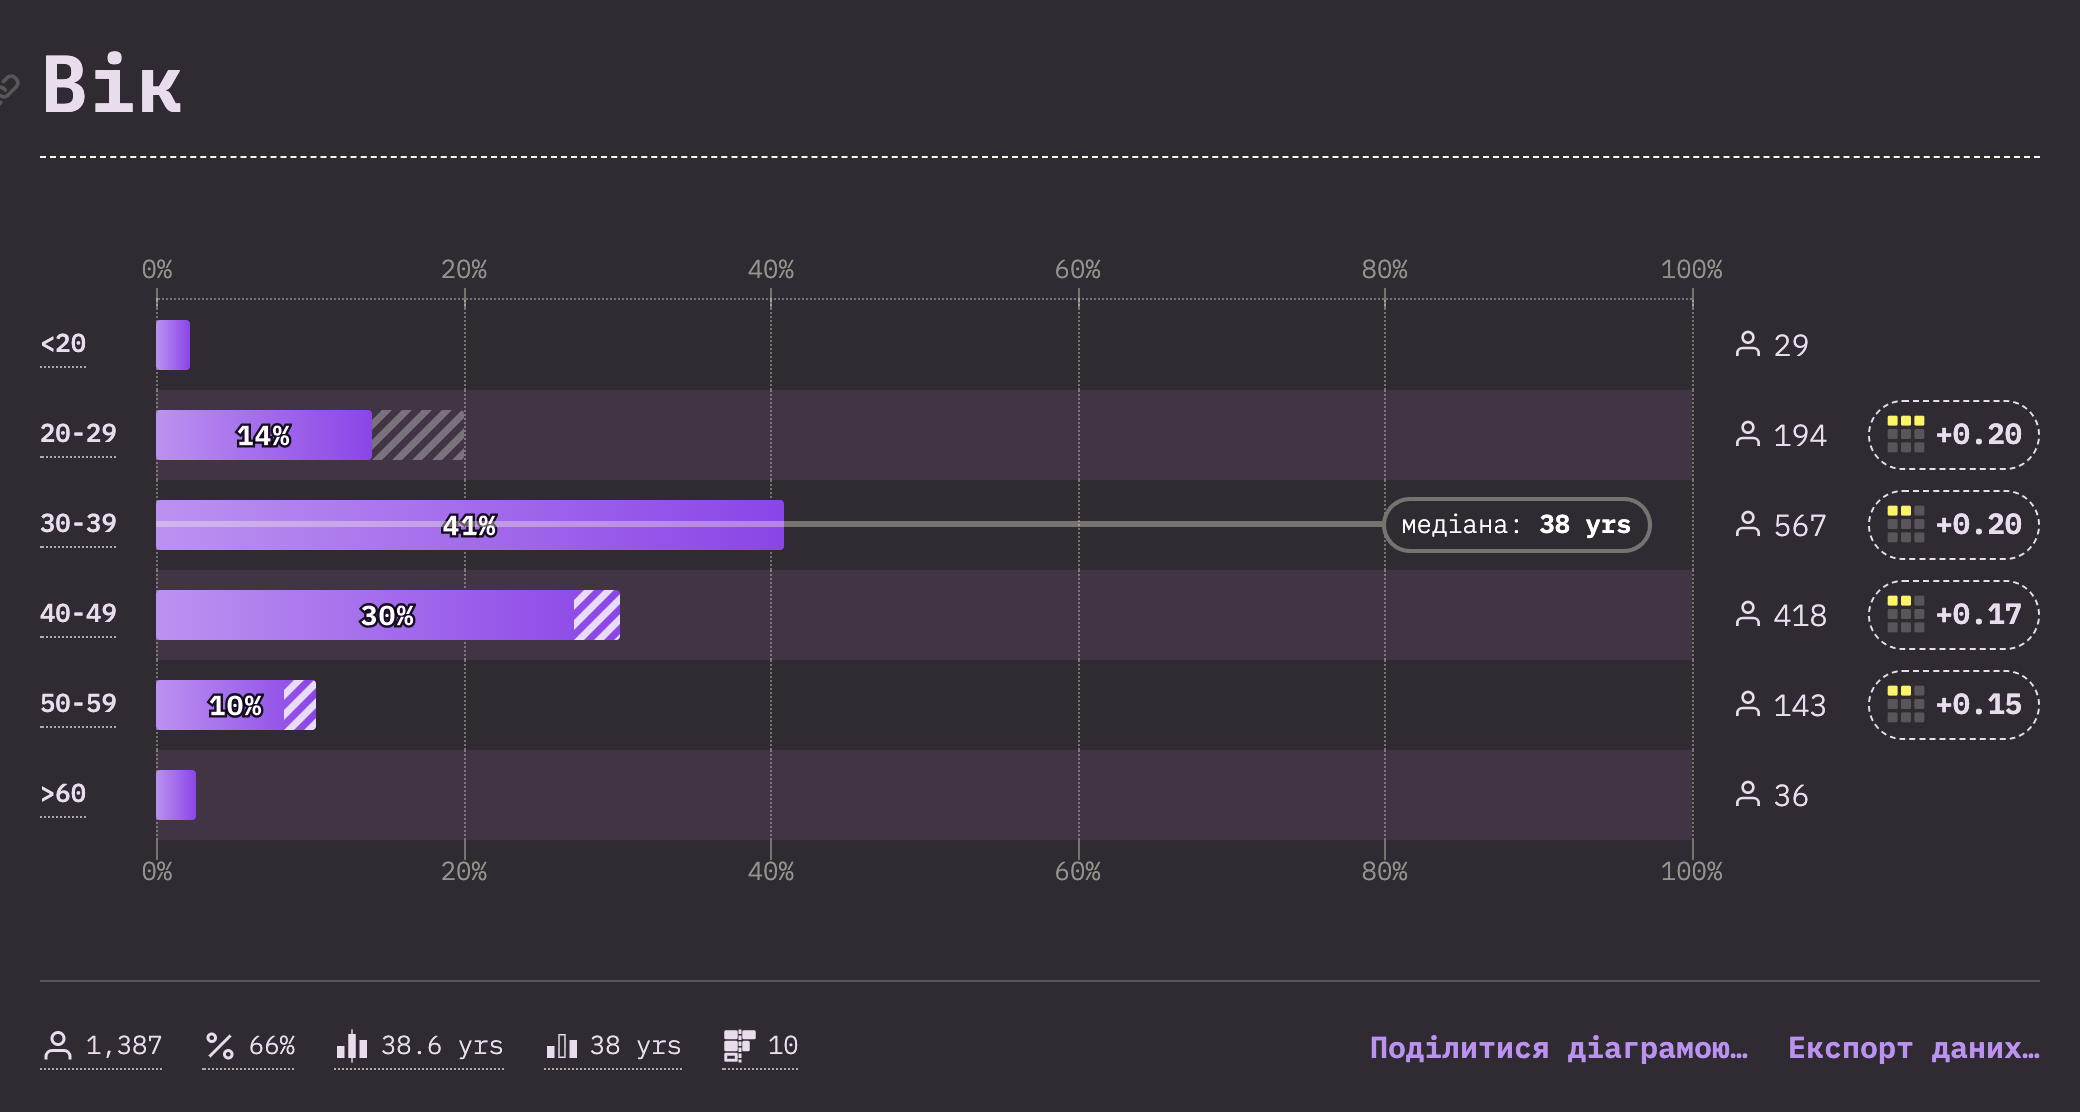 Вік
0% 20% 40% 60% 80% 100%
<20 29
20-29 14% 194 +0.20
30-39 41% медіана: 38 yrs 567 +0.20
40-49 30% 418 +0.17
50-59 10% 143 +0.15
>60 36
0% 20% 40% 60% 80% 100%
1,387 66% 38.6 yrs 38 yrs 10 Поділитися діаграмою… Експорт даних…